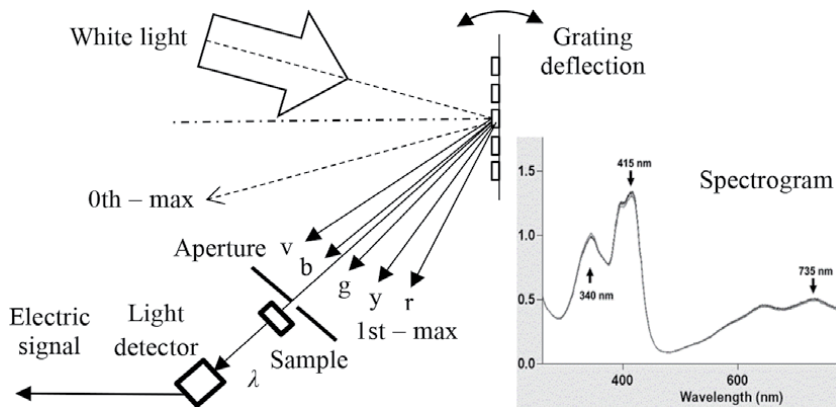 White light
Grating
deflection
0th – max
Aperture
v
b
g
y
r
1st – max
Sample
Electric
signal
Light
detector
λ
Spectrogram
1.5
1.0
0.5
0.0
415 nm
340 nm
735 nm
400
600
Wavelength (nm)